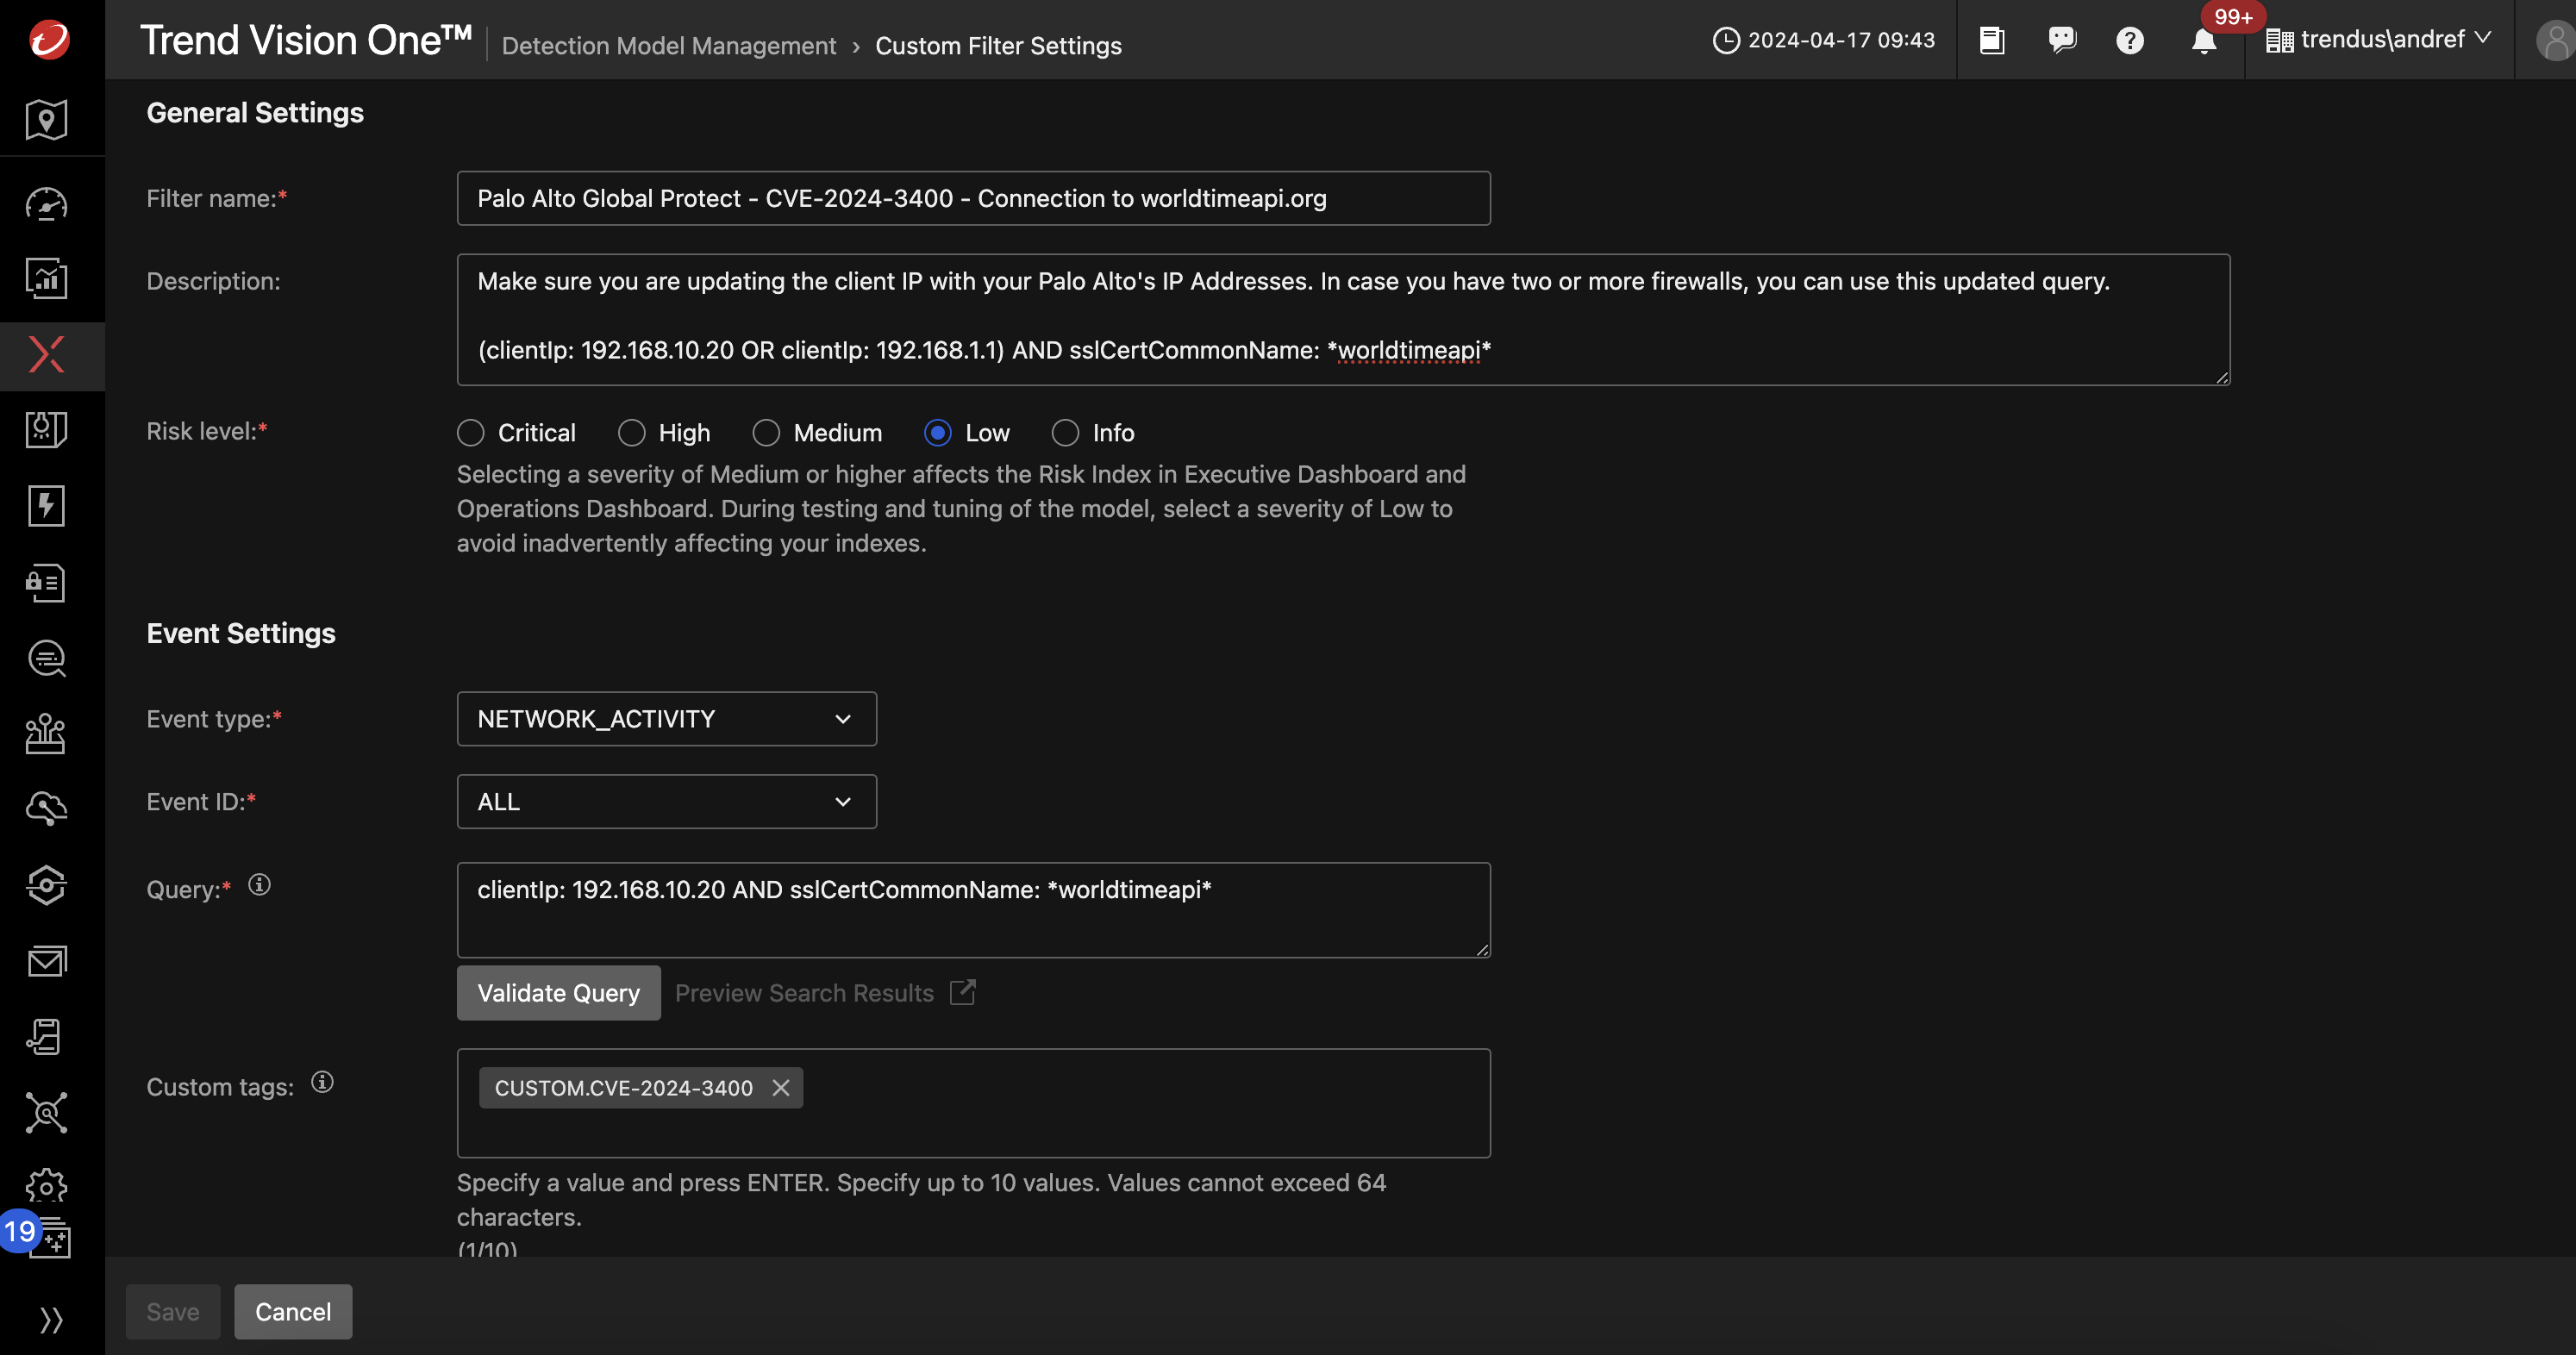 Trend Vision One™ Detection Model Management › Custom Filter Settings 2024-04-17 09:43 99+ trendus\andref
General Settings
Filter name:* Palo Alto Global Protect - CVE-2024-3400 - Connection to worldtimeapi.org
Description: Make sure you are updating the client IP with your Palo Alto's IP Addresses. In case you have two or more firewalls, you can use this updated query.
(clientIp: 192.168.10.20 OR clientIp: 192.168.1.1) AND sslCertCommonName: *worldtimeapi*
Risk level:* Critical High Medium Low Info
Selecting a severity of Medium or higher affects the Risk Index in Executive Dashboard and
Operations Dashboard. During testing and tuning of the model, select a severity of Low to
avoid inadvertently affecting your indexes.
Event Settings
Event type:* NETWORK_ACTIVITY
Event ID:* ALL
Query:* clientIp: 192.168.10.20 AND sslCertCommonName: *worldtimeapi*
Validate Query Preview Search Results
Custom tags: CUSTOM.CVE-2024-3400
Specify a value and press ENTER. Specify up to 10 values. Values cannot exceed 64
characters.
(1/10)
19
Save Cancel